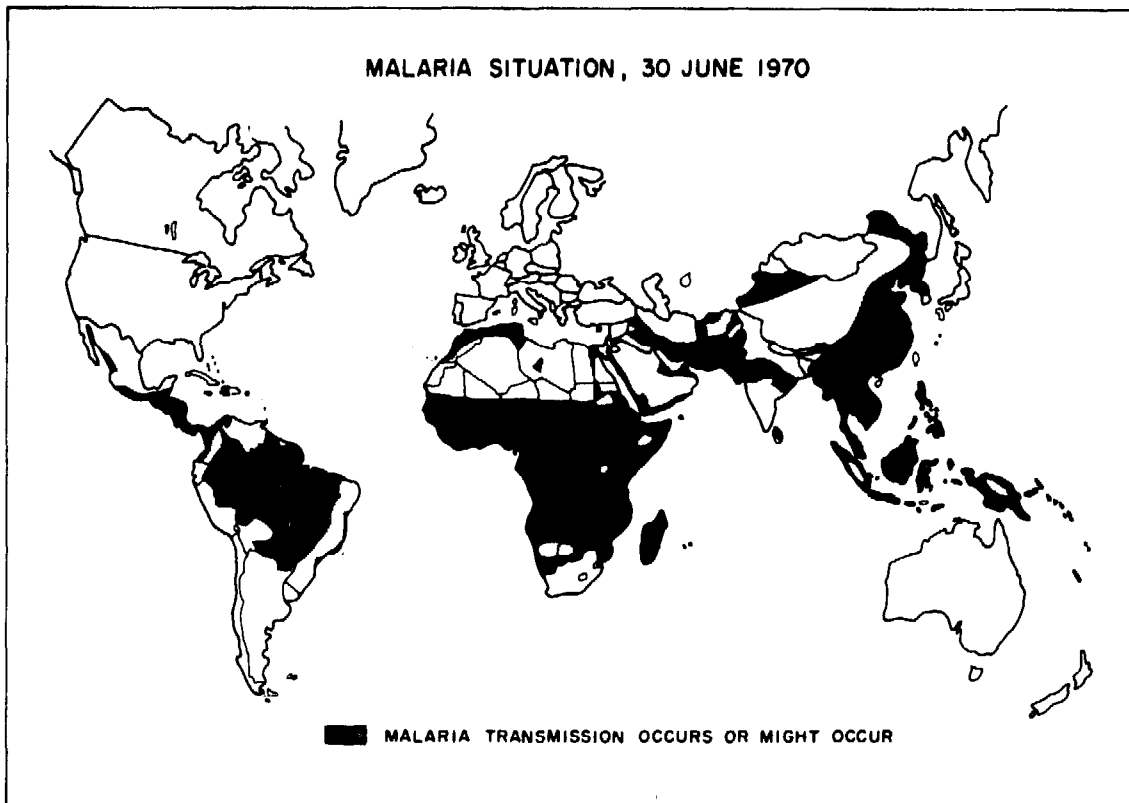 MALARIA SITUATION, 30 JUNE 1970
MALARIA TRANSMISSION OCCURS OR MIGHT OCCUR